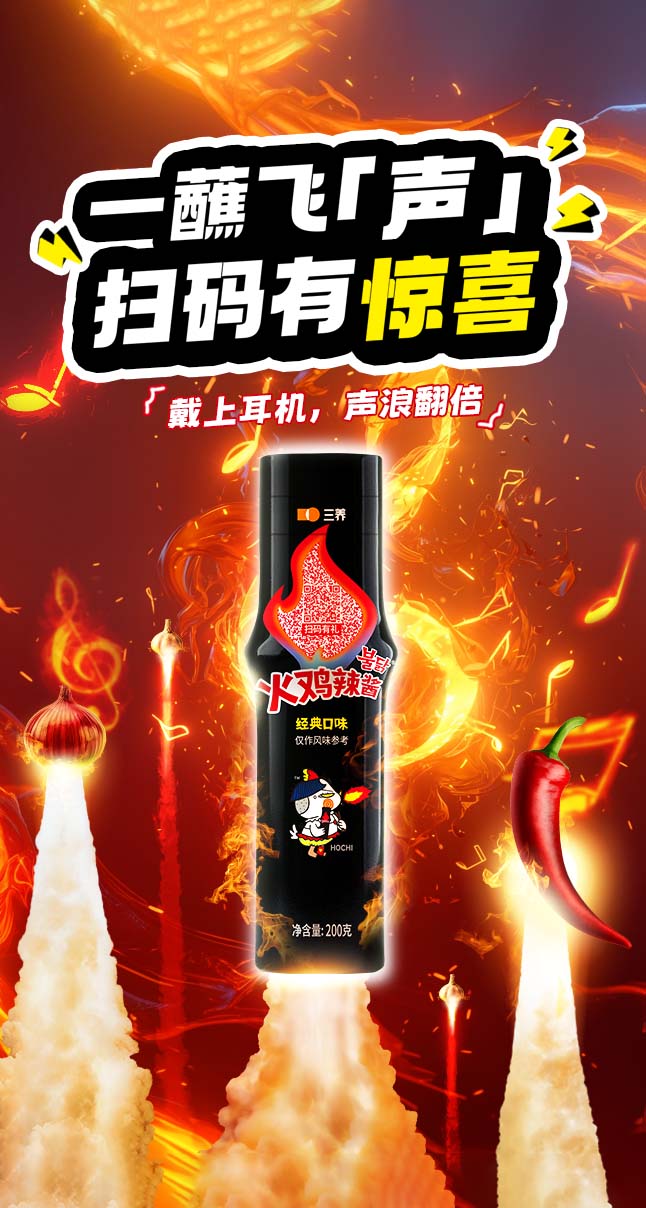 一蘸飞「声」
扫码有惊喜
「戴上耳机，声浪翻倍」
三养
扫码有礼
불닭
火鸡辣酱
经典口味
仅作风味参考
TM
HOCHI
净含量: 200克